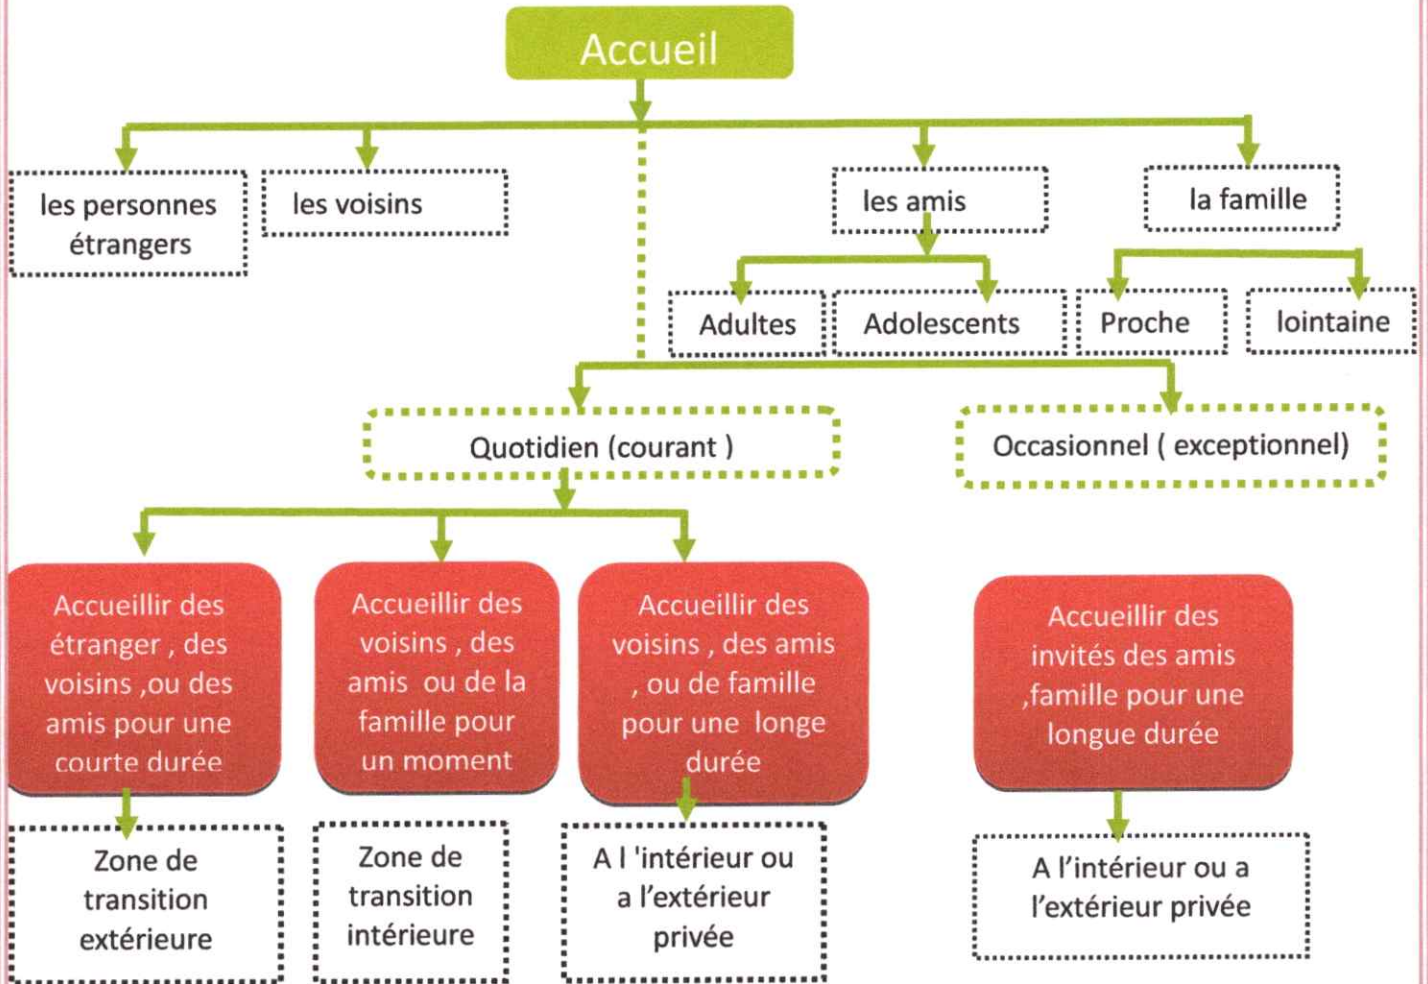 Accueil
les personnes
étrangers
les voisins
les amis
la famille
Adultes
Adolescents
Proche
lointaine
Quotidien (courant )
Occasionnel ( exceptionnel)
Accueillir des
étranger , des
voisins ,ou des
amis pour une
courte durée
Accueillir des
voisins , des
amis ou de la
famille pour
un moment
Accueillir des
voisins , des amis
, ou de famille
pour une longe
durée
Accueillir des
invités des amis
,famille pour une
longue durée
Zone de
transition
extérieure
Zone de
transition
intérieure
A l 'intérieur ou
a l’extérieur
privée
A l’intérieur ou a
l’extérieur privée